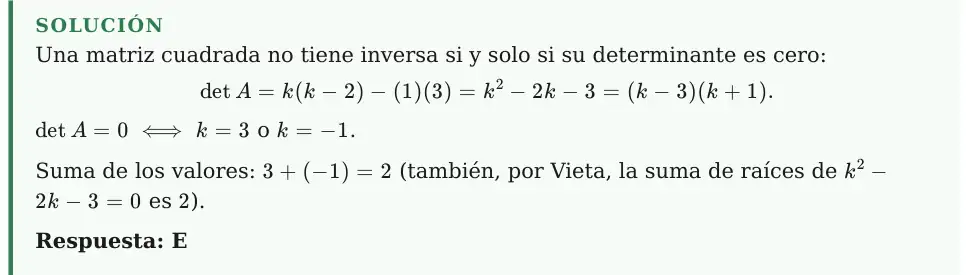 SOLUCIÓN
Una matriz cuadrada no tiene inversa si y solo si su determinante es cero:
det A = k(k − 2) − (1)(3) = k² − 2k − 3 = (k − 3)(k + 1).
det A = 0 ⟺ k = 3 o k = −1.
Suma de los valores: 3 + (−1) = 2 (también, por Vieta, la suma de raíces de k² −
2k − 3 = 0 es 2).
Respuesta: E